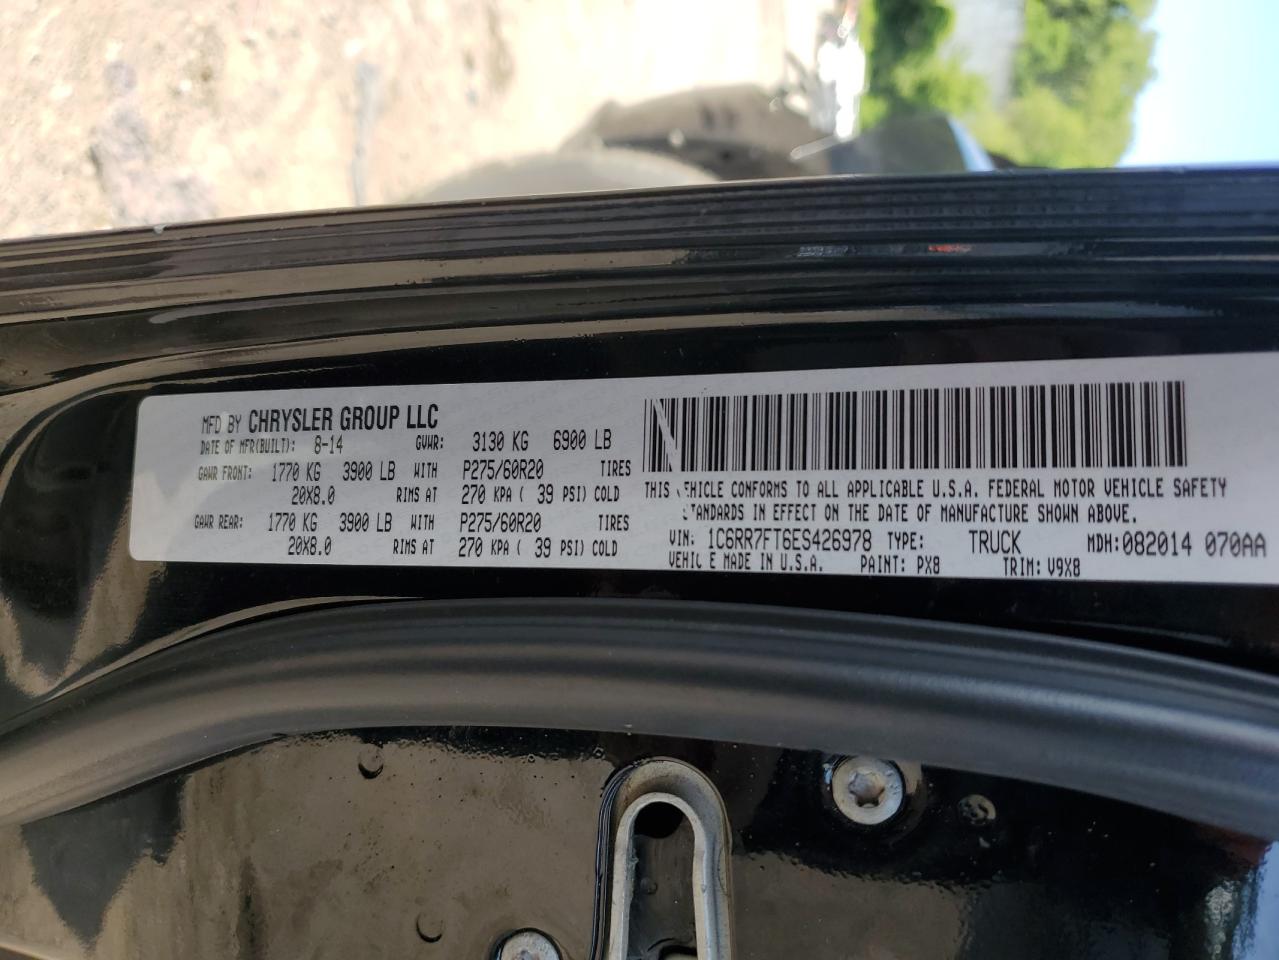 MFD BY CHRYSLER GROUP LLC
DATE OF MFR(BUILT): 8-14 GVWR: 3130 KG 6900 LB
GAWR FRONT: 1770 KG 3900 LB WITH P275/60R20 TIRES
20X8.0 RIMS AT 270 KPA ( 39 PSI) COLD
GAWR REAR: 1770 KG 3900 LB WITH P275/60R20 TIRES
20X8.0 RIMS AT 270 KPA ( 39 PSI) COLD
THIS VEHICLE CONFORMS TO ALL APPLICABLE U.S.A. FEDERAL MOTOR VEHICLE SAFETY
STANDARDS IN EFFECT ON THE DATE OF MANUFACTURE SHOWN ABOVE.
VIN: 1C6RR7FT6ES426978 TYPE: TRUCK MDH:082014 070AA
VEHICLE MADE IN U.S.A. PAINT: PX8 TRIM: V9X8